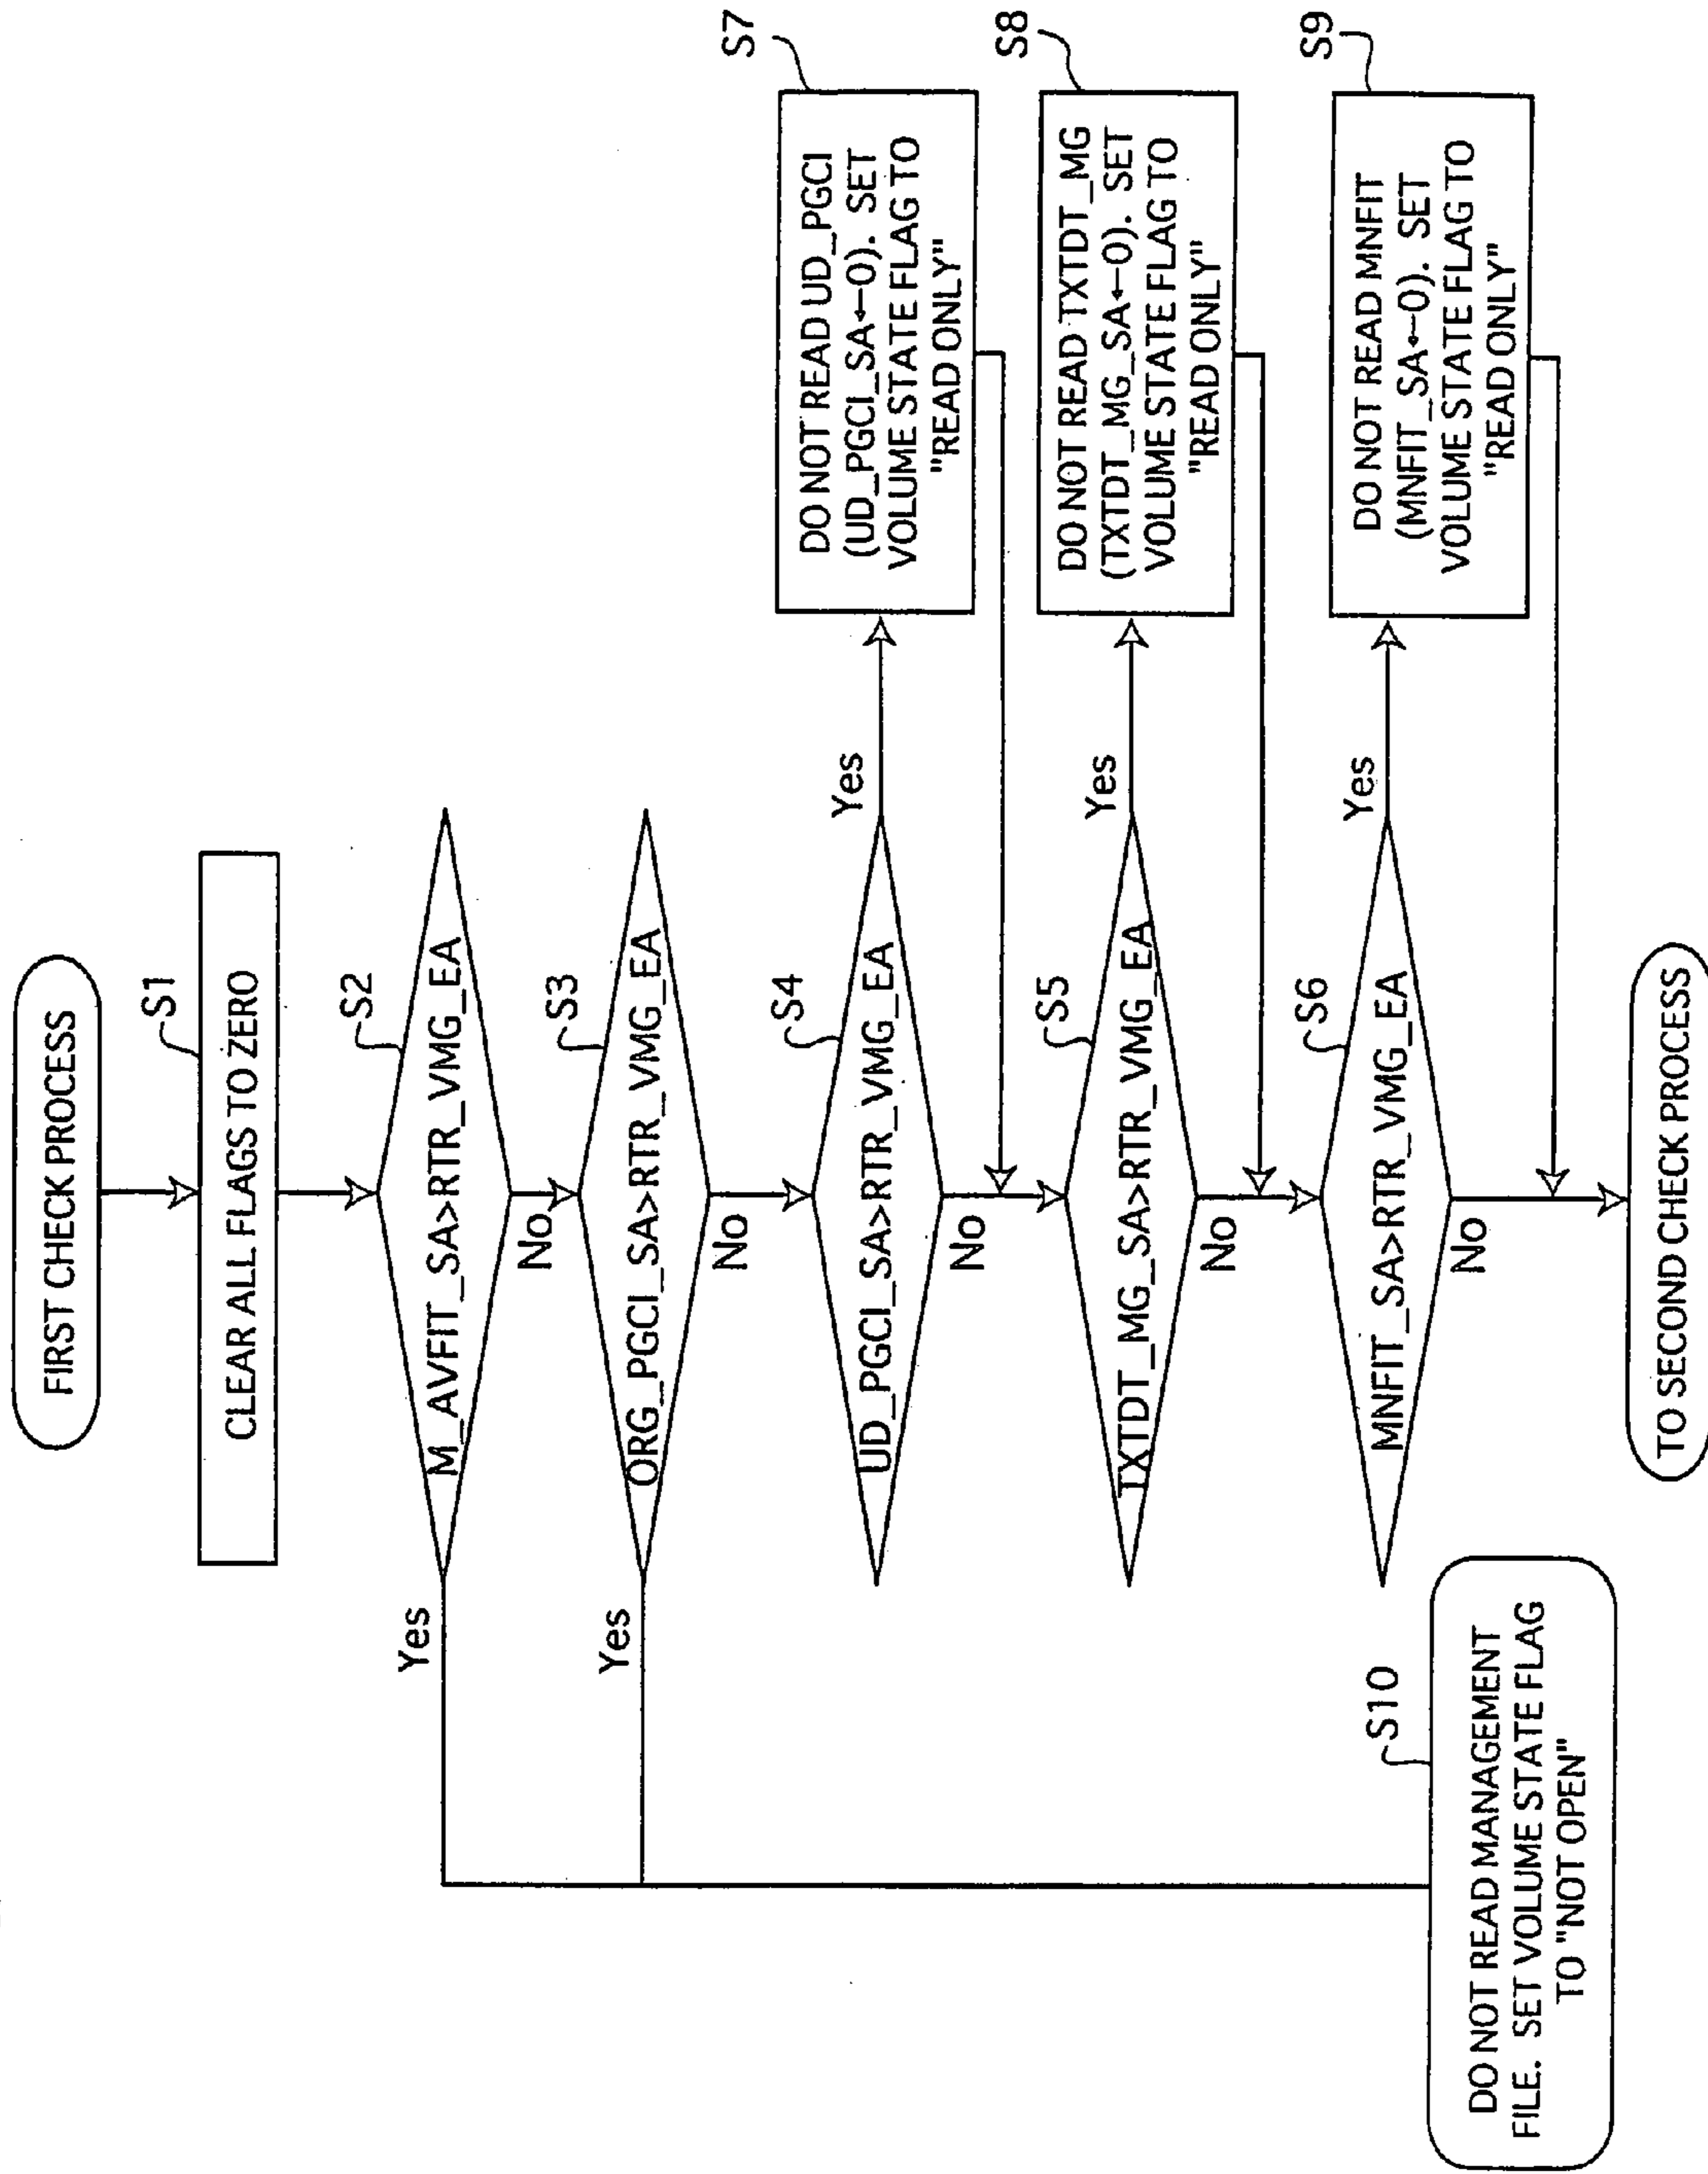 FIRST CHECK PROCESS
S1
CLEAR ALL FLAGS TO ZERO
S2
M_AVFIT_SA>RTR_VMG_EA
Yes
No
S3
ORG_PGCI_SA>RTR_VMG_EA
Yes
No
S4
UD_PGCI_SA>RTR_VMG_EA
Yes
No
S7
DO NOT READ UD_PGCI
(UD_PGCI_SA←0). SET
VOLUME STATE FLAG TO
"READ ONLY"
S5
TXTDT_MG_SA>RTR_VMG_EA
Yes
No
S8
DO NOT READ TXTDT_MG
(TXTDT_MG_SA←0). SET
VOLUME STATE FLAG TO
"READ ONLY"
S6
MNFIT_SA>RTR_VMG_EA
Yes
No
S9
DO NOT READ MNFIT
(MNFIT_SA←0). SET
VOLUME STATE FLAG TO
"READ ONLY"
S10
DO NOT READ MANAGEMENT
FILE. SET VOLUME STATE FLAG
TO "NOT OPEN"
TO SECOND CHECK PROCESS